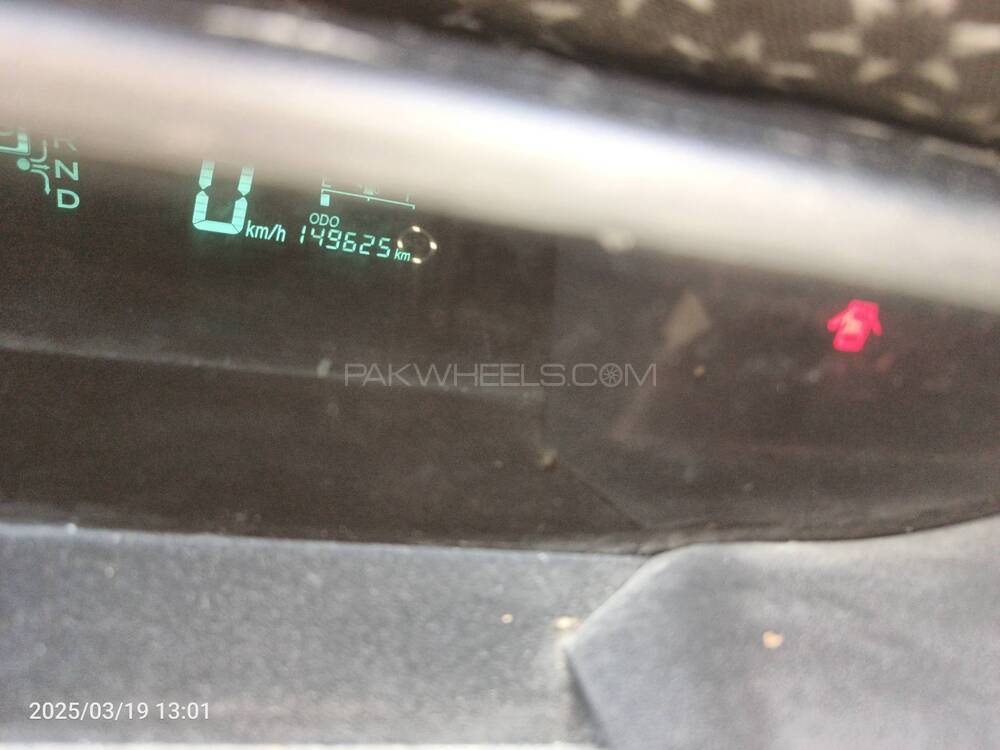 R
N
D
0 km/h
ODO
149625 km
PAKWHEELS.COM
2025/03/19 13:01